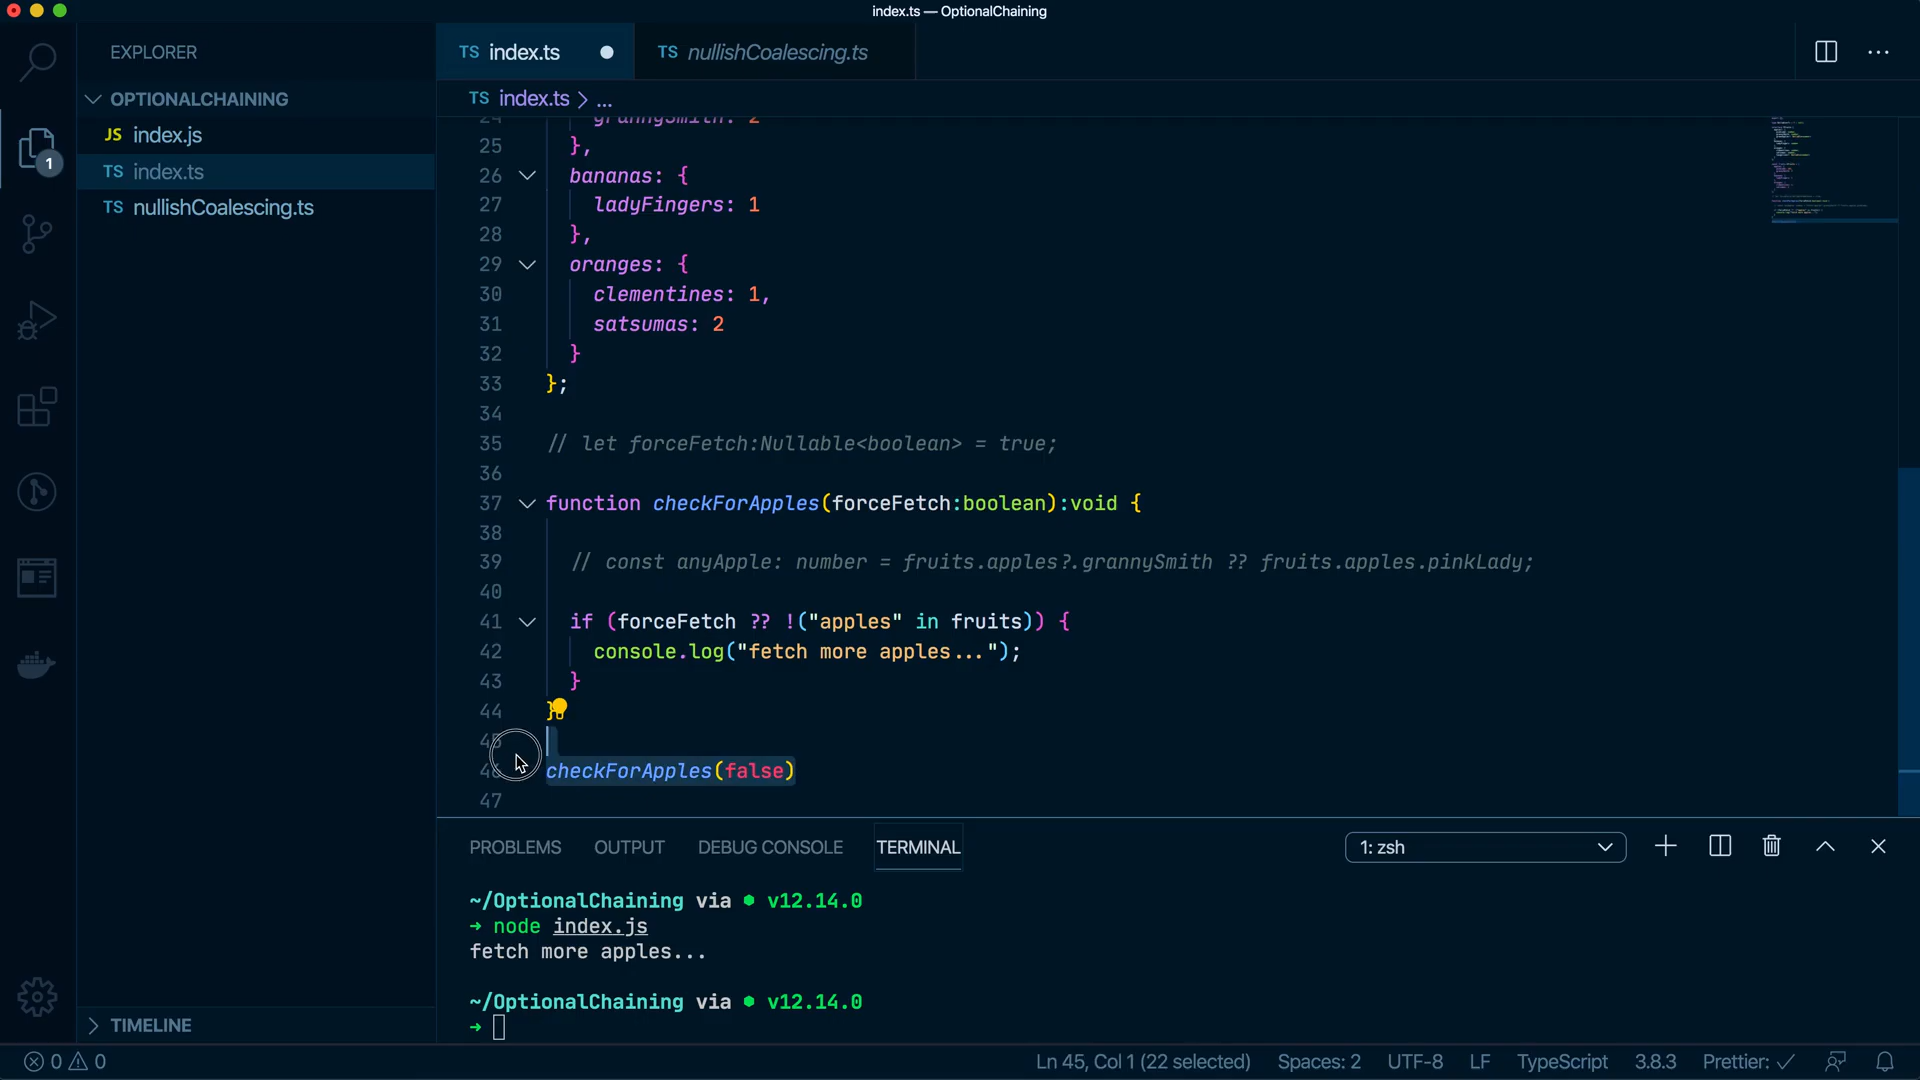 index.ts — OptionalChaining
EXPLORER
OPTIONALCHAINING
JS index.js
TS index.ts
TS nullishCoalescing.ts
TIMELINE
1
TS index.ts
TS nullishCoalescing.ts
TS index.ts > ...
24 grannySmith: 2
25 },
26 bananas: {
27 ladyFingers: 1
28 },
29 oranges: {
30 clementines: 1,
31 satsumas: 2
32 }
33 };
34
35 // let forceFetch:Nullable<boolean> = true;
36
37 function checkForApples(forceFetch:boolean):void {
38
39 // const anyApple: number = fruits.apples?.grannySmith ?? fruits.apples.pinkLady;
40
41 if (forceFetch ?? !("apples" in fruits)) {
42 console.log("fetch more apples...");
43 }
44 }
45
46 checkForApples(false)
47
PROBLEMS OUTPUT DEBUG CONSOLE TERMINAL 1: zsh
~/OptionalChaining via ⬢ v12.14.0
➜ node index.js
fetch more apples...
~/OptionalChaining via ⬢ v12.14.0
➜
0 0 Ln 45, Col 1 (22 selected) Spaces: 2 UTF-8 LF TypeScript 3.8.3 Prettier: ✓